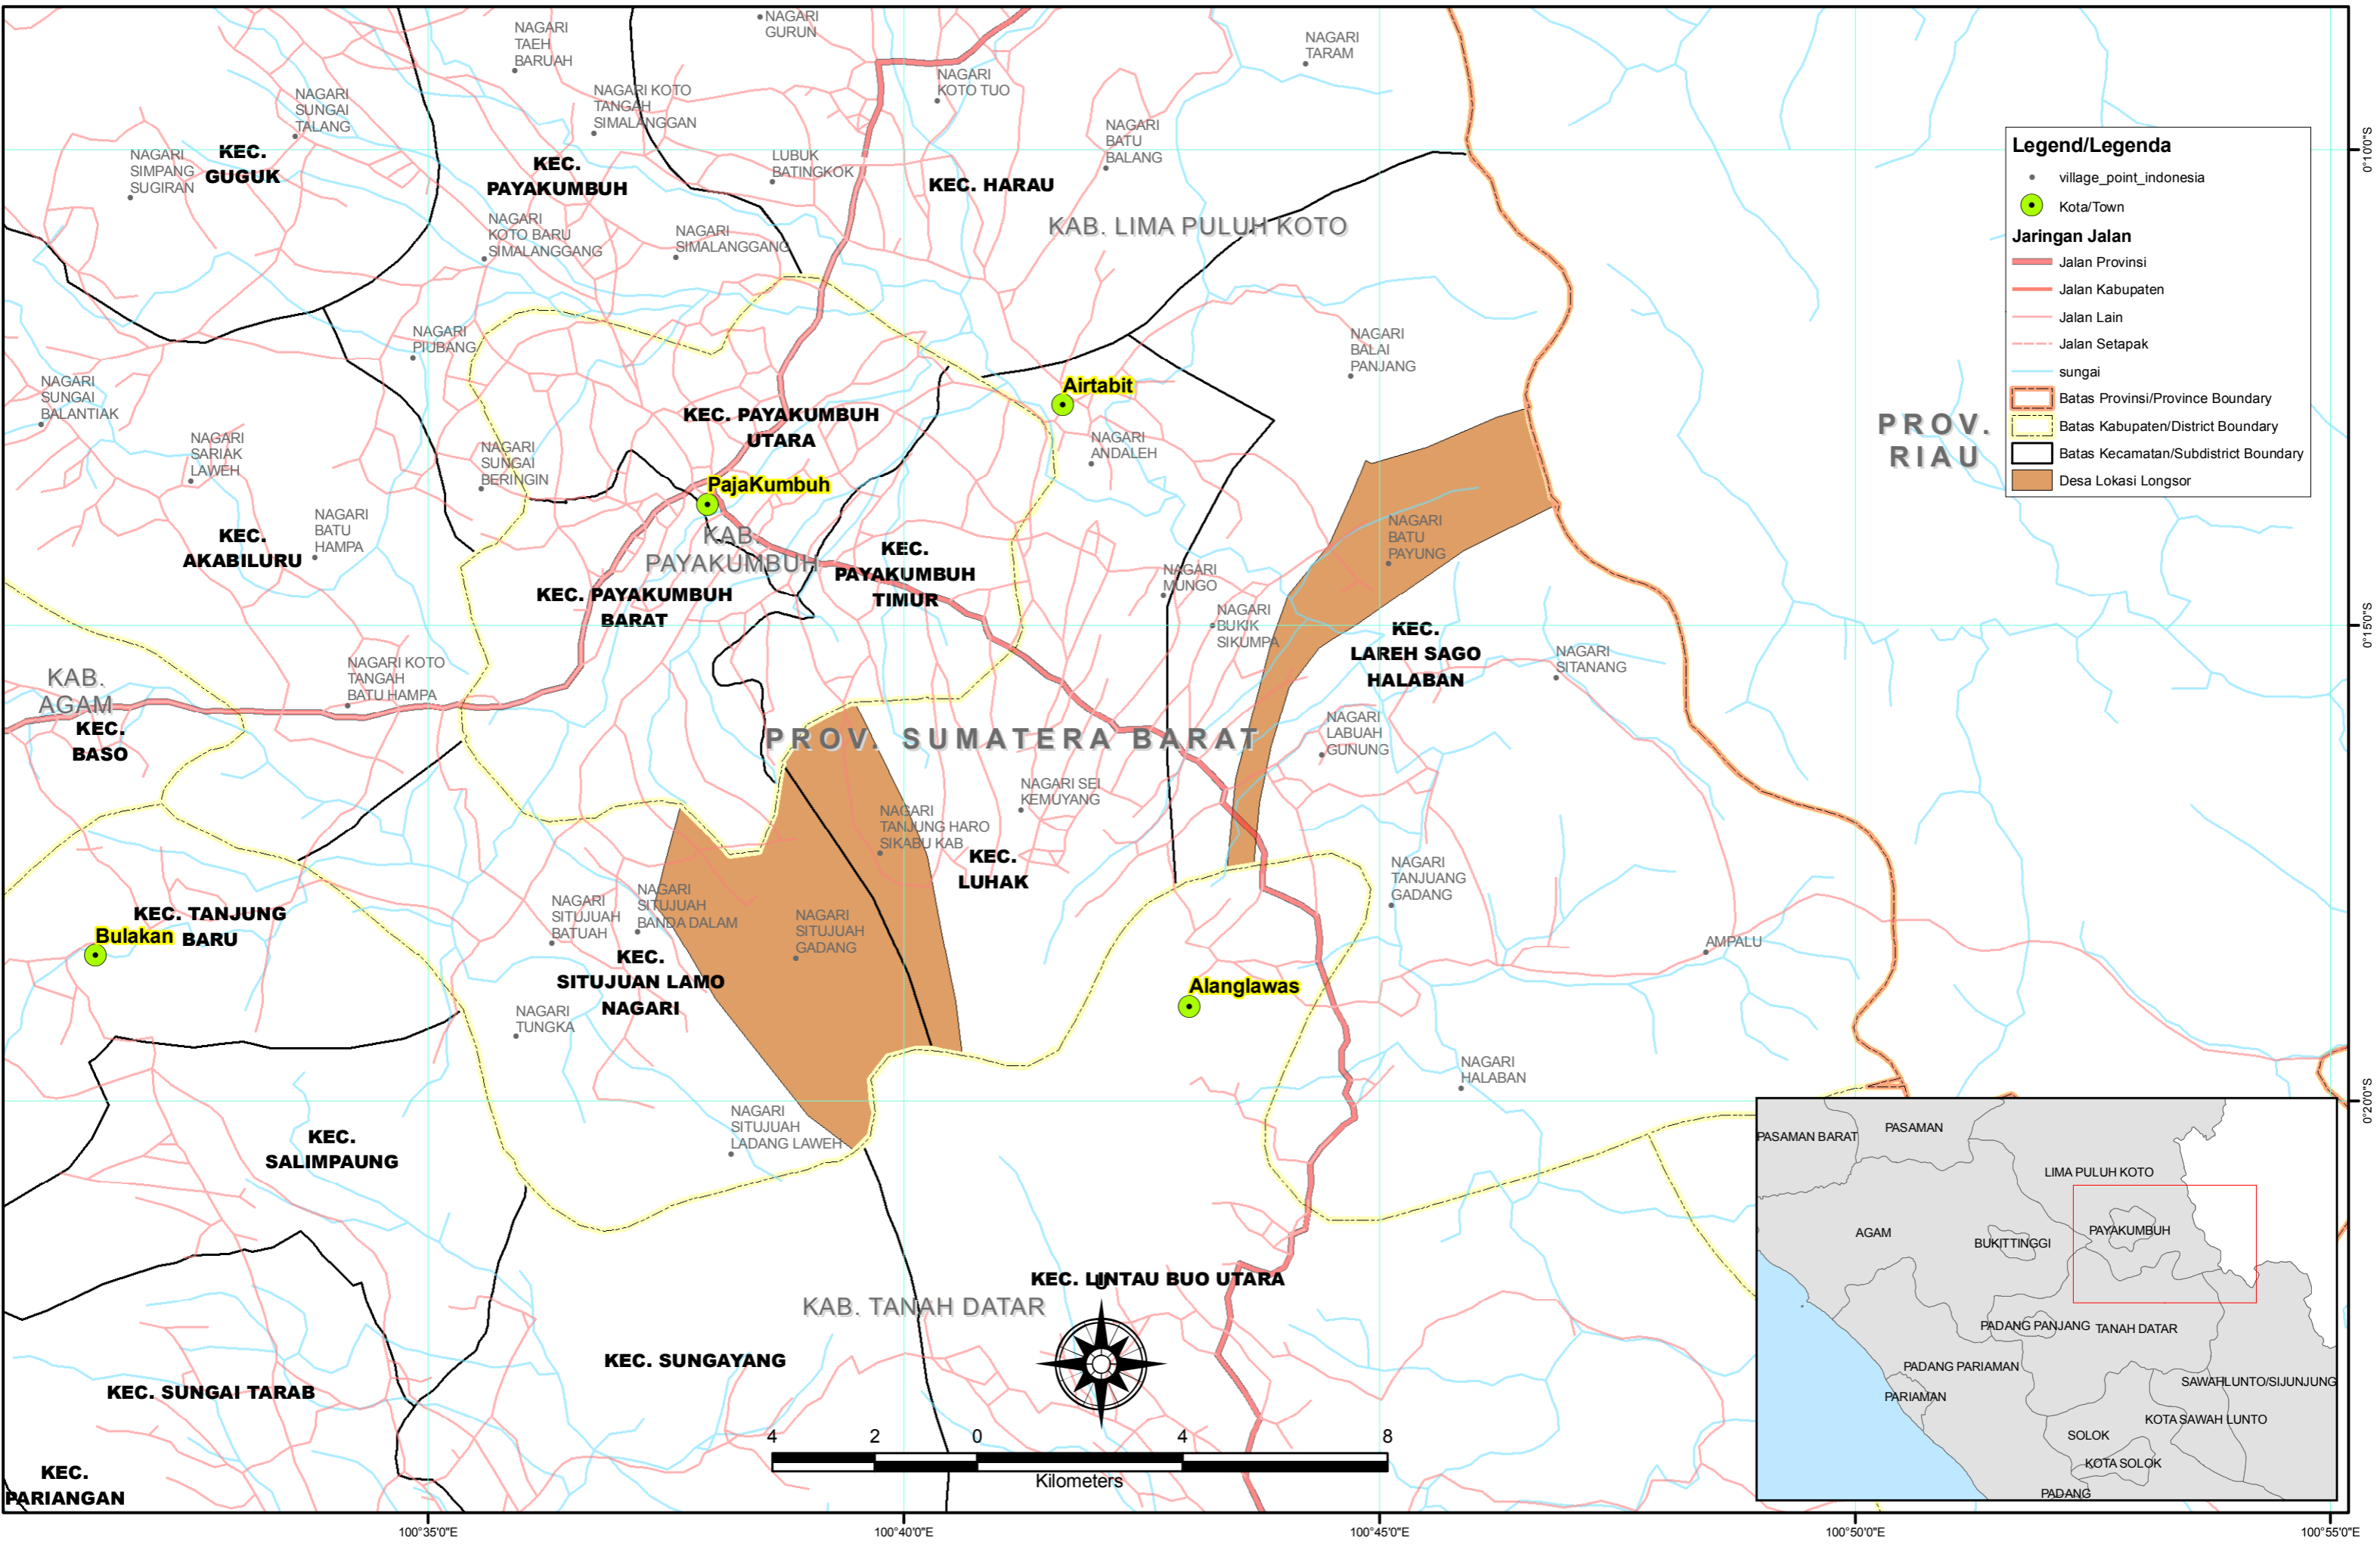 NAGARI
GURUN
NAGARI
TAEH
BARUAH
NAGARI
TARAM
NAGARI
KOTO TUO
NAGARI KOTO
TANGAH
SIMALANGGAN
NAGARI
SUNGAI
TALANG
NAGARI
BATU
BALANG
NAGARI
SIMPANG
SUGIRAN
KEC.
GUGUK
KEC.
PAYAKUMBUH
LUBUK
BATINGKOK
KEC. HARAU
KAB. LIMA PULUH KOTO
NAGARI
KOTO BARU
SIMALANGGANG
NAGARI
SIMALANGGANG
NAGARI
PIUBANG
NAGARI
BALAI
PANJANG
NAGARI
SUNGAI
BALANTIAK
Airtabit
KEC. PAYAKUMBUH
UTARA
NAGARI
SARIAK
LAWEH
NAGARI
SUNGAI
BERINGIN
NAGARI
ANDALEH
PROV.
RIAU
PajaKumbuh
NAGARI
BATU
HAMPA
KEC.
AKABILURU
KAB.
PAYAKUMBUH
KEC.
PAYAKUMBUH
TIMUR
NAGARI
BATU
PAYUNG
NAGARI
MUNGO
KEC. PAYAKUMBUH
BARAT
NAGARI
BUKIK
SIKUMPA
KEC.
LAREH SAGO
HALABAN
NAGARI
SITANANG
KAB.
AGAM
NAGARI KOTO
TANGAH
BATU HAMPA
KEC.
BASO
PROV. SUMATERA BARAT
NAGARI
LABUAH
GUNUNG
NAGARI SEI
KEMUYANG
NAGARI
TANJUNG HARO
SIKABU KAB
KEC.
LUHAK
NAGARI
TANJUANG
GADANG
KEC. TANJUNG
BARU
Bulakan
NAGARI
SITUJUAH
BATUAH
NAGARI
SITUJUAH
BANDA DALAM
NAGARI
SITUJUAH
GADANG
AMPALU
KEC.
SITUJUAN LAMO
NAGARI
Alanglawas
NAGARI
TUNGKA
NAGARI
HALABAN
NAGARI
SITUJUAH
LADANG LAWEH
KEC.
SALIMPAUNG
KEC. LINTAU BUO UTARA
U
KAB. TANAH DATAR
KEC. SUNGAYANG
KEC. SUNGAI TARAB
KEC.
PARIANGAN
4 2 0 4 8
Kilometers
Legend/Legenda
village_point_indonesia
Kota/Town
Jaringan Jalan
Jalan Provinsi
Jalan Kabupaten
Jalan Lain
Jalan Setapak
sungai
Batas Provinsi/Province Boundary
Batas Kabupaten/District Boundary
Batas Kecamatan/Subdistrict Boundary
Desa Lokasi Longsor
0°10'0"S
0°15'0"S
0°20'0"S
PASAMAN BARAT
PASAMAN
LIMA PULUH KOTO
AGAM
BUKITTINGGI
PAYAKUMBUH
PADANG PANJANG
TANAH DATAR
PADANG PARIAMAN
PARIAMAN
SAWAHLUNTO/SIJUNJUNG
KOTA SAWAH LUNTO
SOLOK
KOTA SOLOK
PADANG
100°35'0"E
100°40'0"E
100°45'0"E
100°50'0"E
100°55'0"E